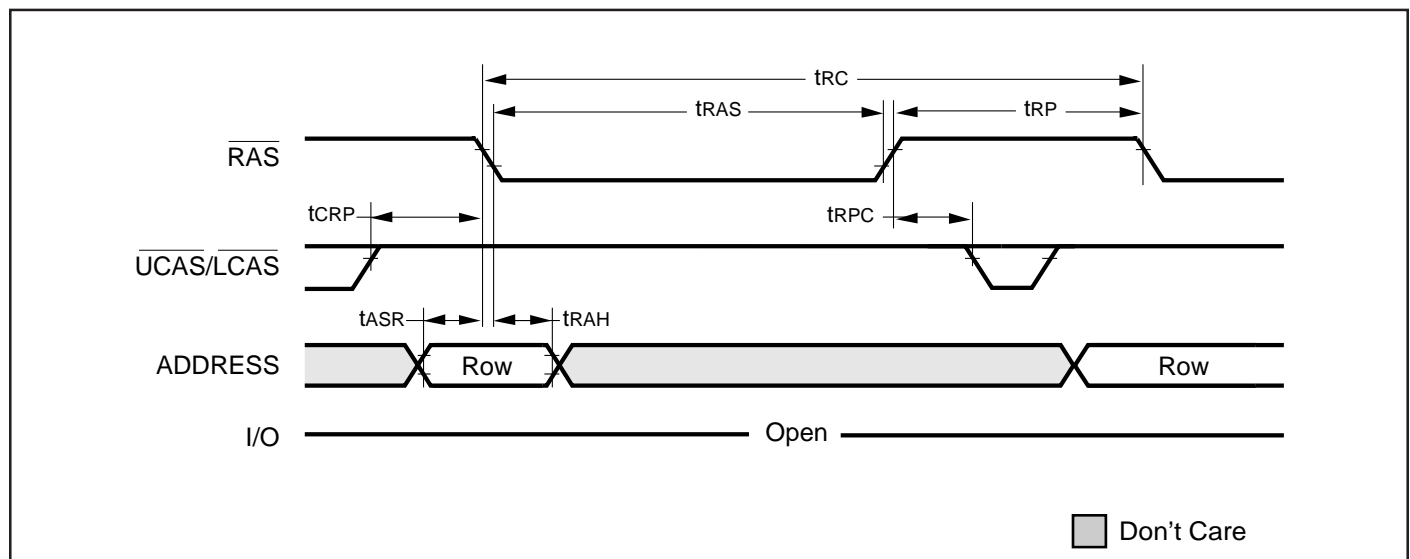 tRC
tRAS
tRP
RAS
tCRP
tRPC
UCAS/LCAS
tASR
tRAH
ADDRESS
Row
Row
I/O
Open
Don't Care